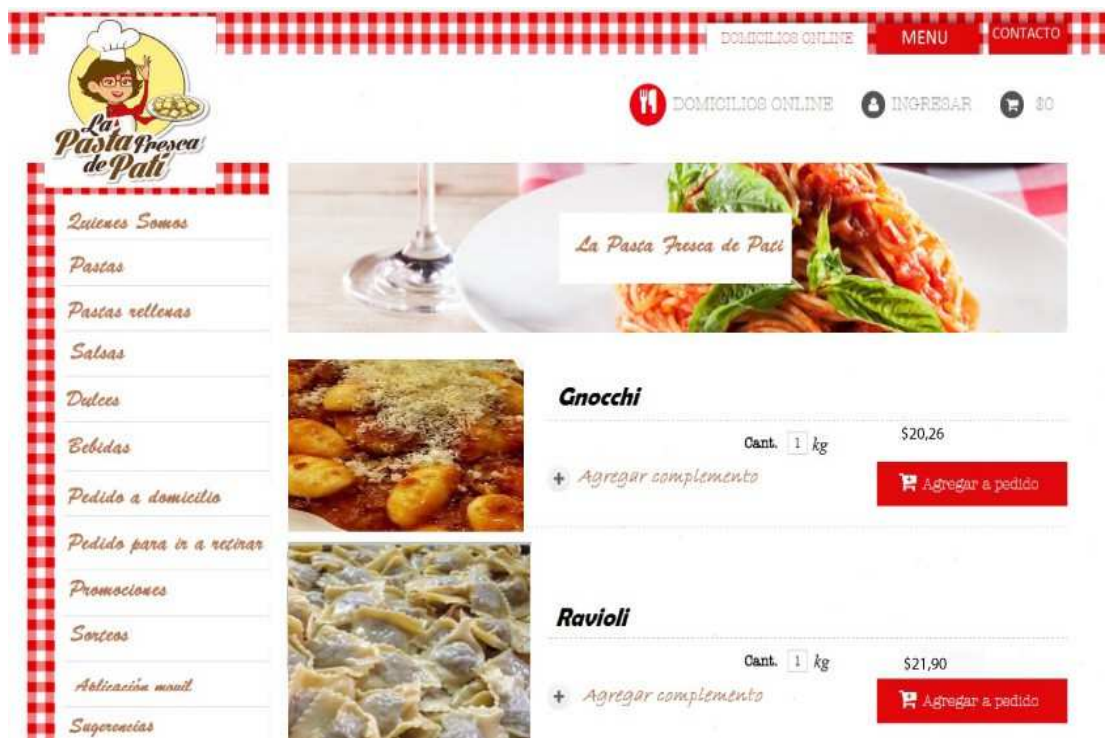 DOMICILIOS ONLINE
MENU
CONTACTO
La
Pasta Fresca
de Pati
DOMICILIOS ONLINE
INGRESAR
$0
Quienes Somos
Pastas
Pastas rellenas
Salsas
Dulces
Bebidas
Pedido a domicilio
Pedido para ir a retirar
Promociones
Sorteos
Aplicación movil
Sugerencias
La Pasta Fresca de Pati
Gnocchi
Cant. 1 kg
$20,26
+ Agregar complemento
Agregar a pedido
Ravioli
Cant. 1 kg
$21,90
+ Agregar complemento
Agregar a pedido